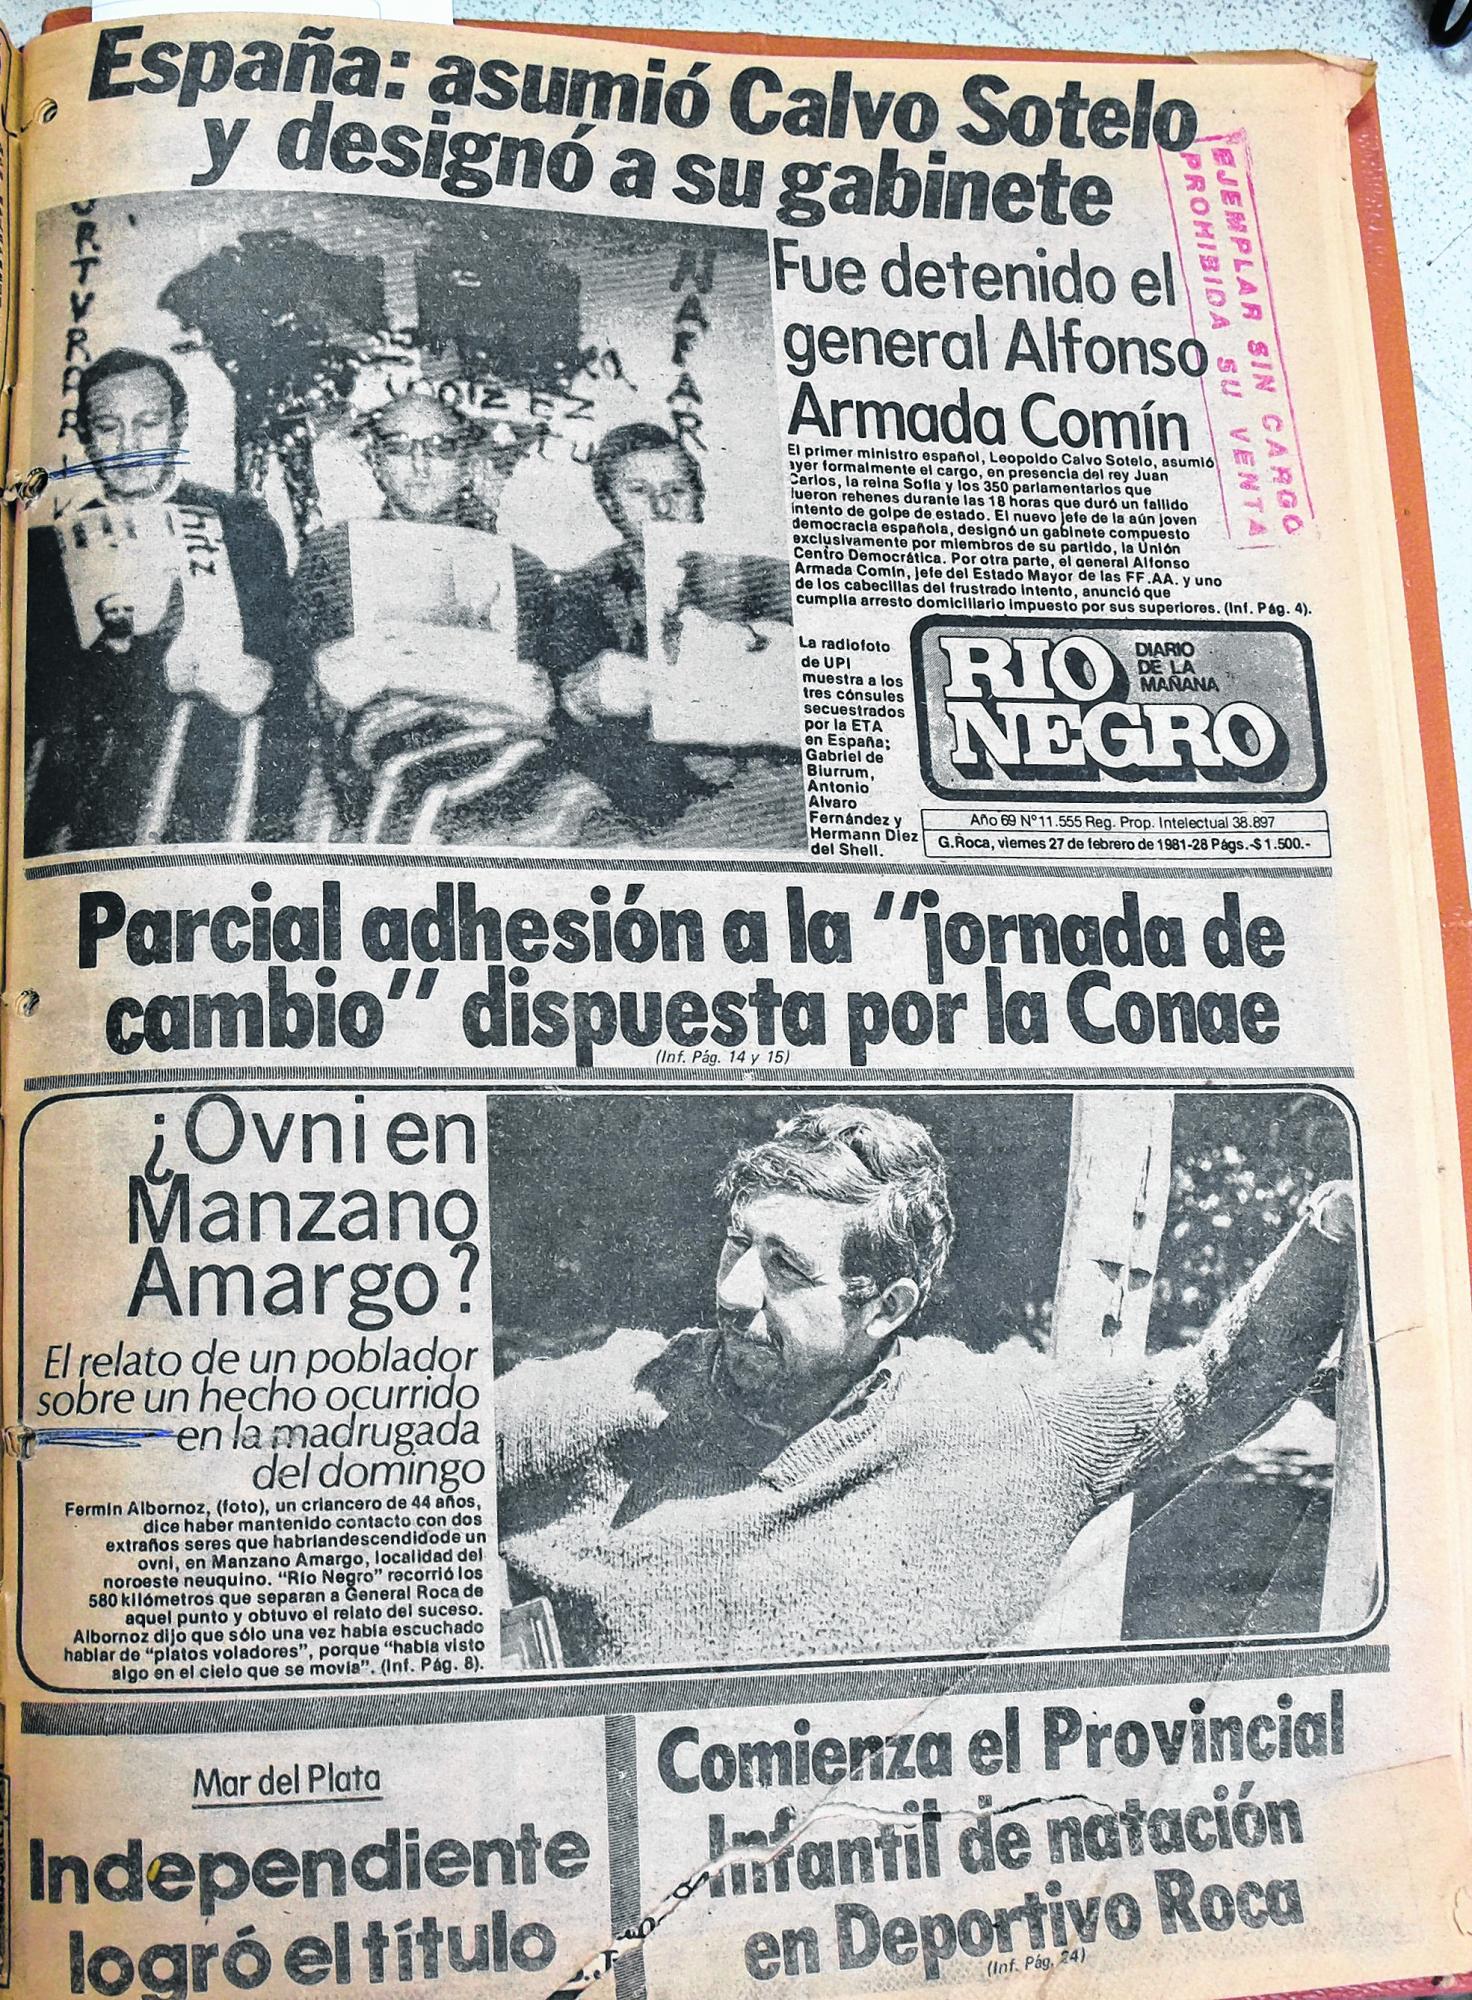 España: asumió Calvo Sotelo
y designó a su gabinete
EJEMPLAR SIN CARGO
PROHIBIDA SU VENTA
Fue detenido el
general Alfonso
Armada Comín
El primer ministro español, Leopoldo Calvo Sotelo, asumió
ayer formalmente el cargo, en presencia del rey Juan
Carlos, la reina Sofía y los 350 parlamentarios que
fueron rehenes durante las 18 horas que duró un fallido
intento de golpe de estado. El nuevo jefe de la aún joven
democracia española, designó un gabinete compuesto
exclusivamente por miembros de su partido, la Unión
Centro Democrática. Por otra parte, el general Alfonso
Armada Comín, jefe del Estado Mayor de las FF.AA. y uno
de los cabecillas del frustrado intento, anunció que
cumplía arresto domiciliario impuesto por sus superiores. (Inf. Pág. 4).
La radiofoto
de UPI
muestra a los
tres cónsules
secuestrados
por la ETA
en España;
Gabriel de
Biurrum,
Antonio
Alvaro
Fernández y
Hermann Diez
del Shell.
RIO
NEGRO
DIARIO
DE LA
MAÑANA
Año 69 Nº 11.555 Reg. Prop. Intelectual 38.897
G.Roca, viernes 27 de febrero de 1981-28 Págs.-$ 1.500.-
Parcial adhesión a la "jornada de
cambio" dispuesta por la Conae
(Inf. Pág. 14 y 15)
¿Ovni en
Manzano
Amargo?
El relato de un poblador
sobre un hecho ocurrido
en la madrugada
del domingo
Fermín Albornoz, (foto), un criancero de 44 años,
dice haber mantenido contacto con dos
extraños seres que habríandescendidode un
ovni, en Manzano Amargo, localidad del
noroeste neuquino. "Río Negro" recorrió los
580 kilómetros que separan a General Roca de
aquel punto y obtuvo el relato del suceso.
Albornoz dijo que sólo una vez había escuchado
hablar de "platos voladores", porque "había visto
algo en el cielo que se movía". (Inf. Pág. 8).
Mar del Plata
Independiente
logró el título
Comienza el Provincial
Infantil de natación
en Deportivo Roca
(Inf. Pág. 24)